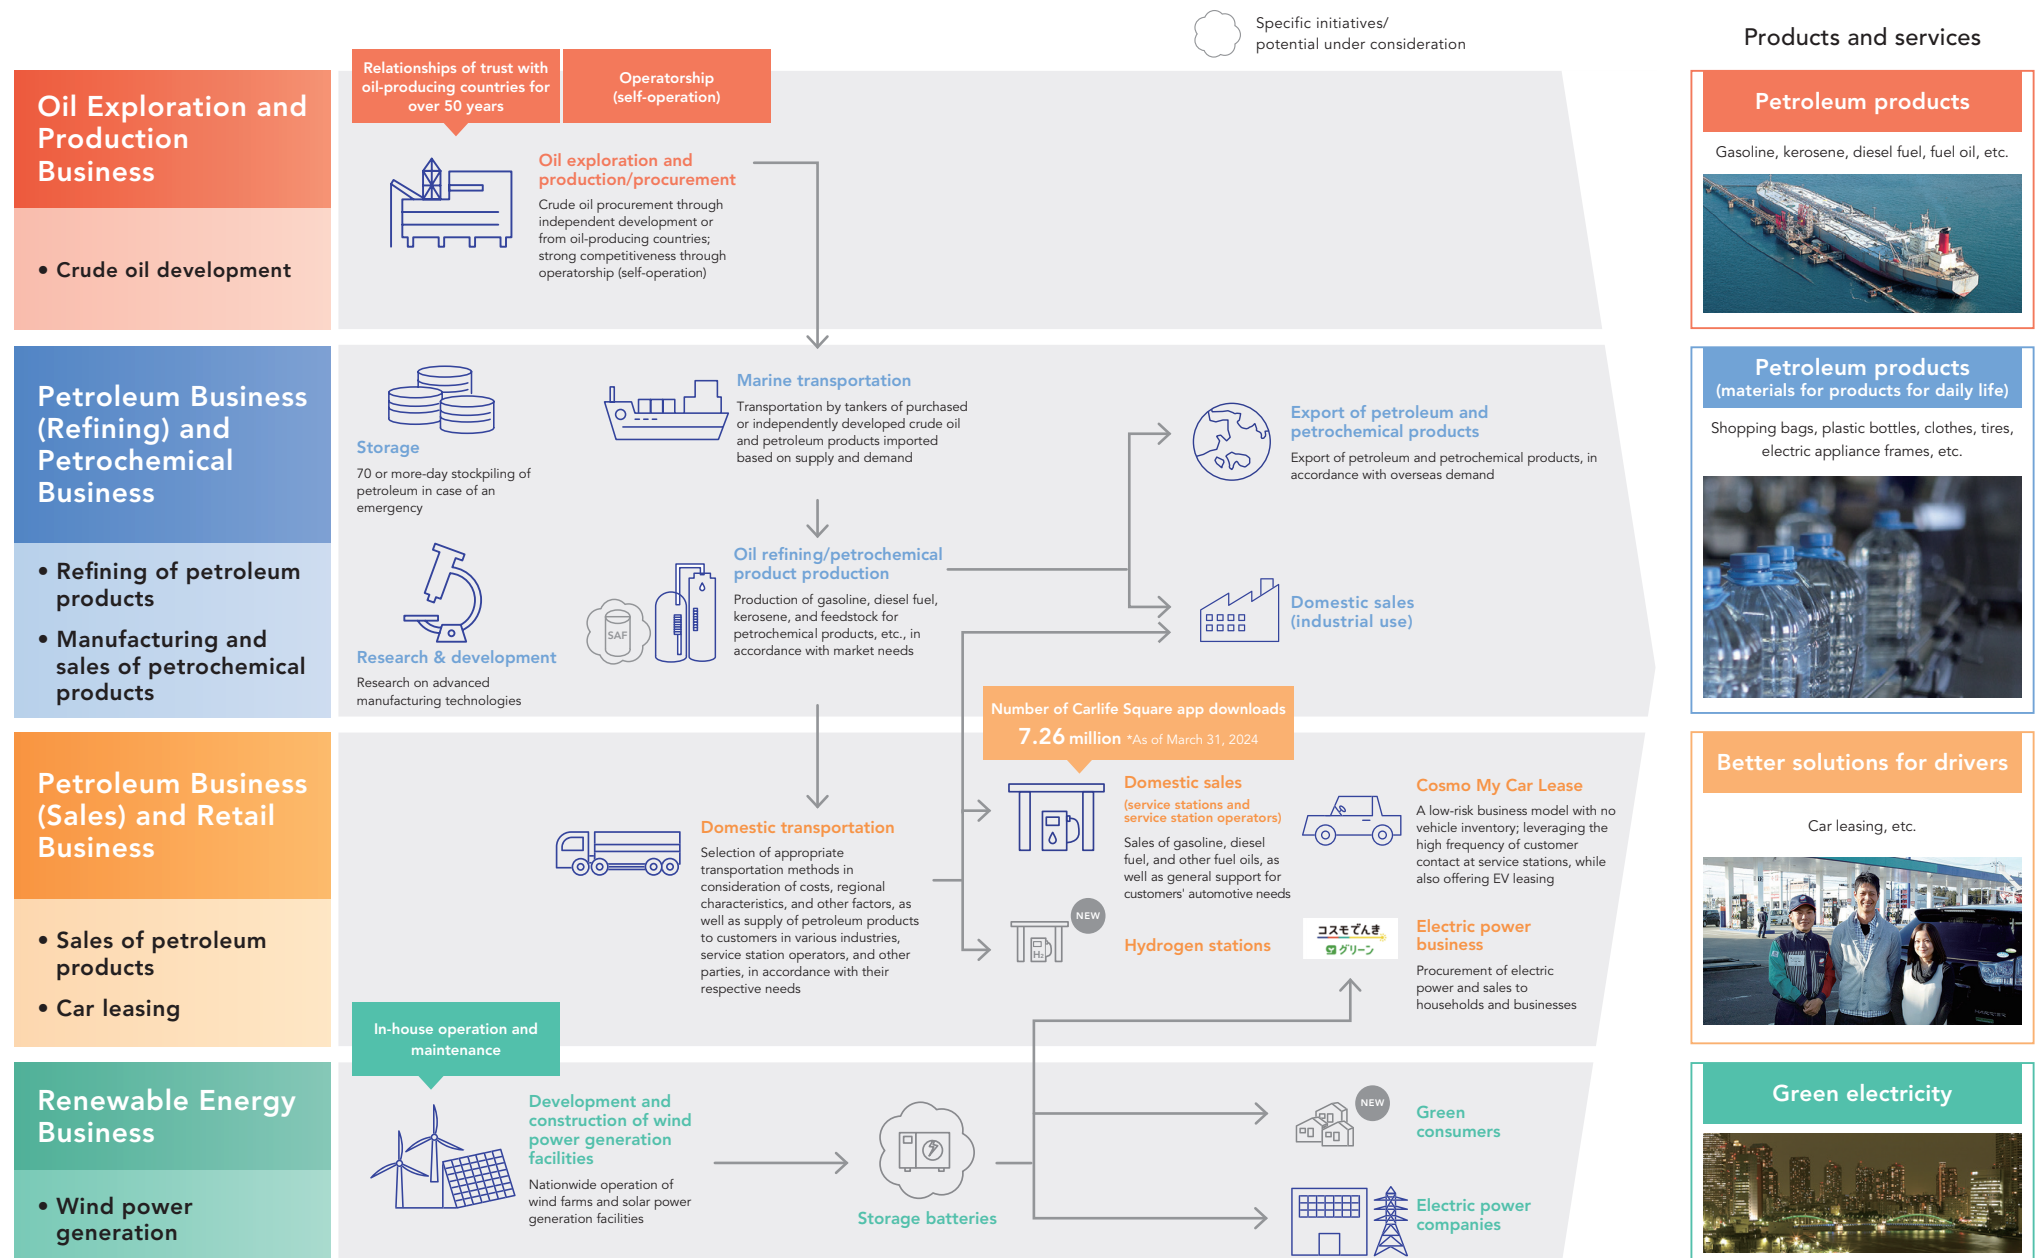 Specific initiatives/
potential under consideration
Products and services
Oil Exploration and
Production
Business
• Crude oil development
Relationships of trust with
oil-producing countries for
over 50 years
Operatorship
(self-operation)
Oil exploration and
production/procurement
Crude oil procurement through
independent development or
from oil-producing countries;
strong competitiveness through
operatorship (self-operation)
Petroleum products
Gasoline, kerosene, diesel fuel, fuel oil, etc.
Petroleum Business
(Refining) and
Petrochemical
Business
• Refining of petroleum
products
• Manufacturing and
sales of petrochemical
products
Storage
70 or more-day stockpiling of
petroleum in case of an
emergency
Marine transportation
Transportation by tankers of purchased
or independently developed crude oil
and petroleum products imported
based on supply and demand
Research & development
Research on advanced
manufacturing technologies
SAF
Oil refining/petrochemical
product production
Production of gasoline, diesel fuel,
kerosene, and feedstock for
petrochemical products, etc., in
accordance with market needs
Export of petroleum and
petrochemical products
Export of petroleum and petrochemical products, in
accordance with overseas demand
Domestic sales
(industrial use)
Petroleum products
(materials for products for daily life)
Shopping bags, plastic bottles, clothes, tires,
electric appliance frames, etc.
Petroleum Business
(Sales) and Retail
Business
• Sales of petroleum
products
• Car leasing
Domestic transportation
Selection of appropriate
transportation methods in
consideration of costs, regional
characteristics, and other factors, as
well as supply of petroleum products
to customers in various industries,
service station operators, and other
parties, in accordance with their
respective needs
Number of Carlife Square app downloads
7.26 million *As of March 31, 2024
Domestic sales
(service stations and
service station operators)
Sales of gasoline, diesel
fuel, and other fuel oils, as
well as general support for
customers' automotive needs
NEW
H2
Hydrogen stations
Cosmo My Car Lease
A low-risk business model with no
vehicle inventory; leveraging the
high frequency of customer
contact at service stations, while
also offering EV leasing
コスモでんき
グリーン
Electric power
business
Procurement of electric
power and sales to
households and businesses
Better solutions for drivers
Car leasing, etc.
Renewable Energy
Business
• Wind power
generation
In-house operation and
maintenance
Development and
construction of wind
power generation
facilities
Nationwide operation of
wind farms and solar power
generation facilities
Storage batteries
NEW
Green
consumers
Electric power
companies
Green electricity